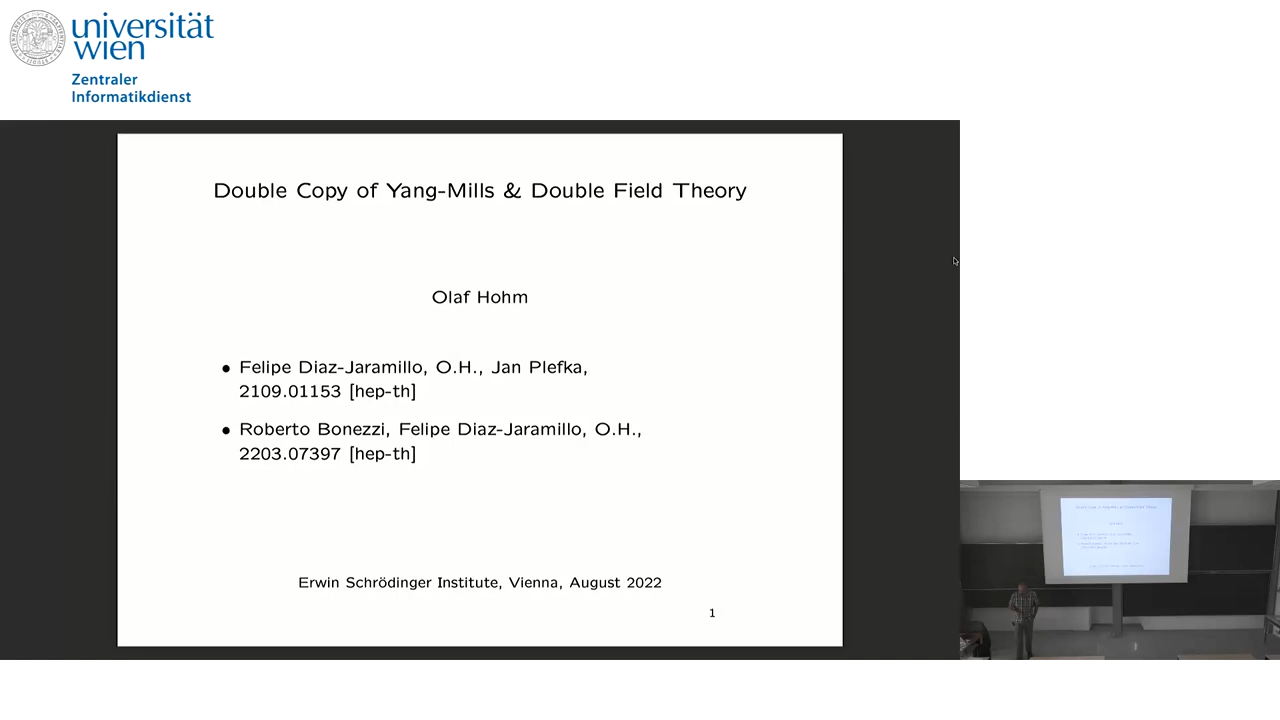 universität
wien
Zentraler
Informatikdienst
Double Copy of Yang-Mills & Double Field Theory
Olaf Hohm
• Felipe Diaz-Jaramillo, O.H., Jan Plefka,
2109.01153 [hep-th]
• Roberto Bonezzi, Felipe Diaz-Jaramillo, O.H.,
2203.07397 [hep-th]
Erwin Schrödinger Institute, Vienna, August 2022
1